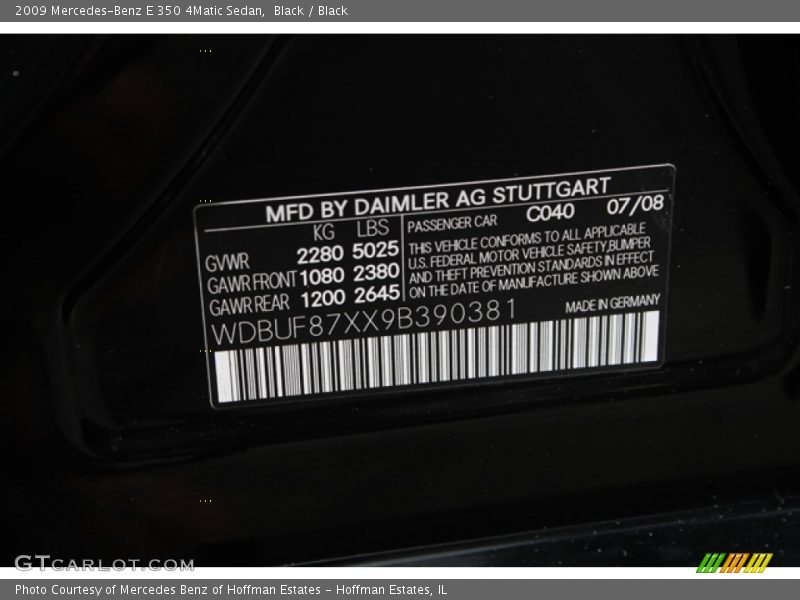 2009 Mercedes-Benz E 350 4Matic Sedan,  Black / Black
MFD BY DAIMLER AG STUTTGART
KG LBS
PASSENGER CAR C040 07/08
GVWR 2280 5025
GAWR FRONT 1080 2380
GAWR REAR 1200 2645
THIS VEHICLE CONFORMS TO ALL APPLICABLE
U.S. FEDERAL MOTOR VEHICLE SAFETY, BUMPER
AND THEFT PREVENTION STANDARDS IN EFFECT
ON THE DATE OF MANUFACTURE SHOWN ABOVE
WDBUF87XX9B390381
MADE IN GERMANY
GTCARLOT.COM
Photo Courtesy of Mercedes Benz of Hoffman Estates - Hoffman Estates, IL